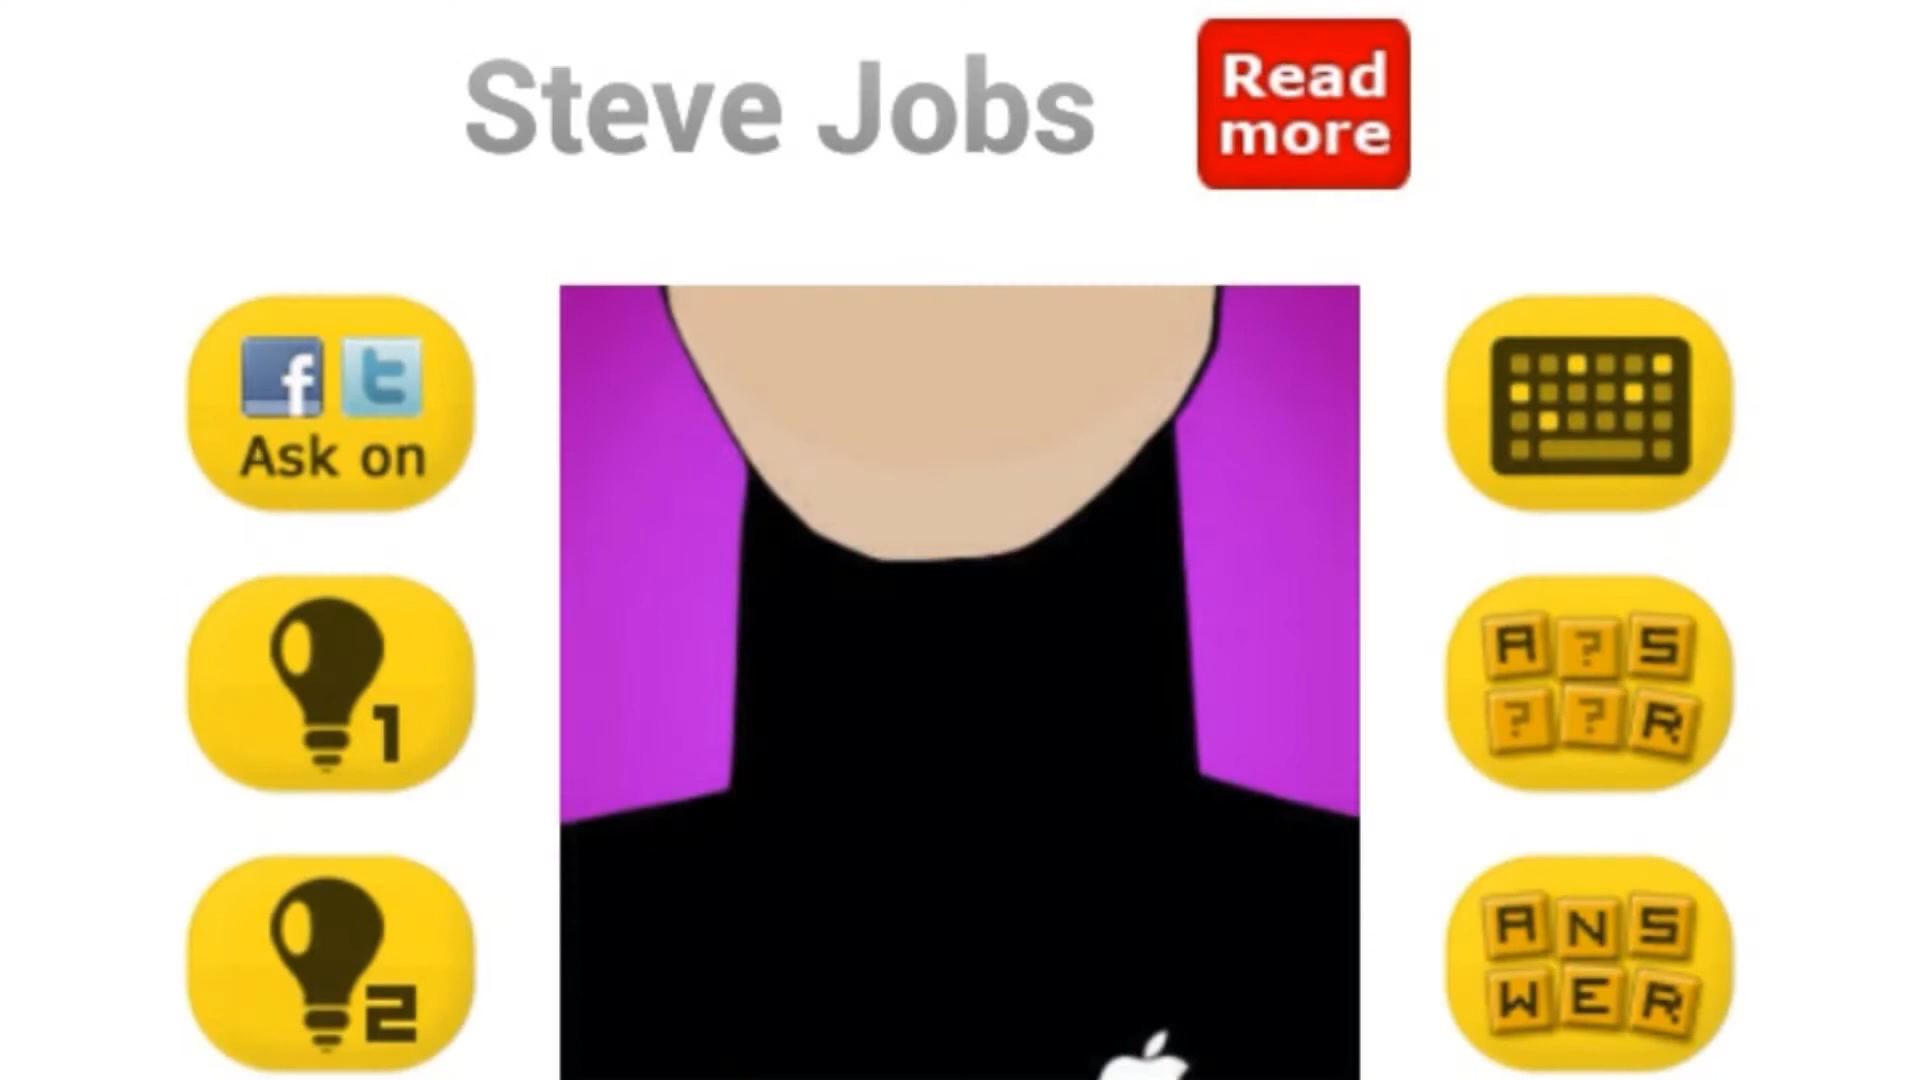 Steve Jobs
Read
more
f t
Ask on
1
2
A ? S
? ? R
A N S
W E R